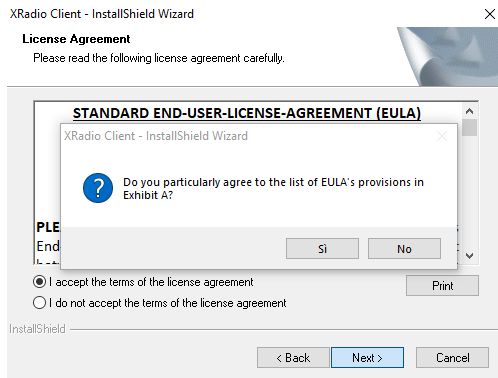 XRadio Client - InstallShield Wizard
License Agreement
Please read the following license agreement carefully.
STANDARD END-USER-LICENSE-AGREEMENT (EULA)
XRadio Client - InstallShield Wizard
Do you particularly agree to the list of EULA's provisions in
Exhibit A?
Sì
No
PLE
End
I accept the terms of the license agreement
Print
I do not accept the terms of the license agreement
InstallShield
< Back
Next >
Cancel